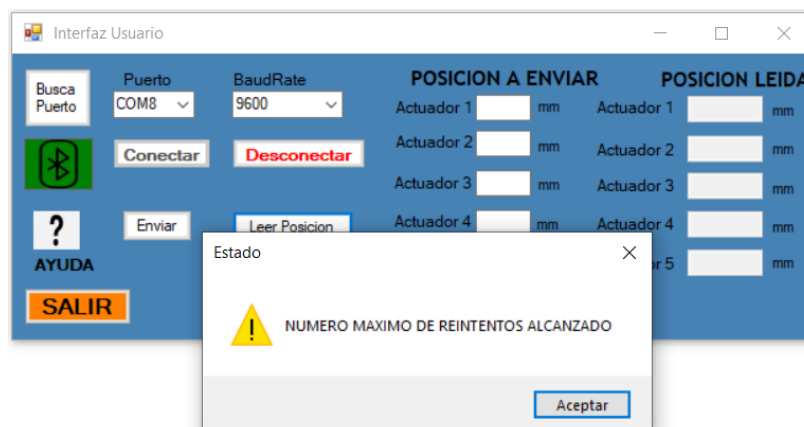 Interfaz Usuario
Busca
Puerto
Puerto
COM8
BaudRate
9600
Conectar
Desconectar
?
AYUDA
Enviar
Leer Posicion
SALIR
POSICION A ENVIAR
Actuador 1 mm
Actuador 2 mm
Actuador 3 mm
Actuador 4 mm
POSICION LEIDA
Actuador 1 mm
Actuador 2 mm
Actuador 3 mm
Actuador 4 mm
5 mm
Estado
NUMERO MAXIMO DE REINTENTOS ALCANZADO
Aceptar